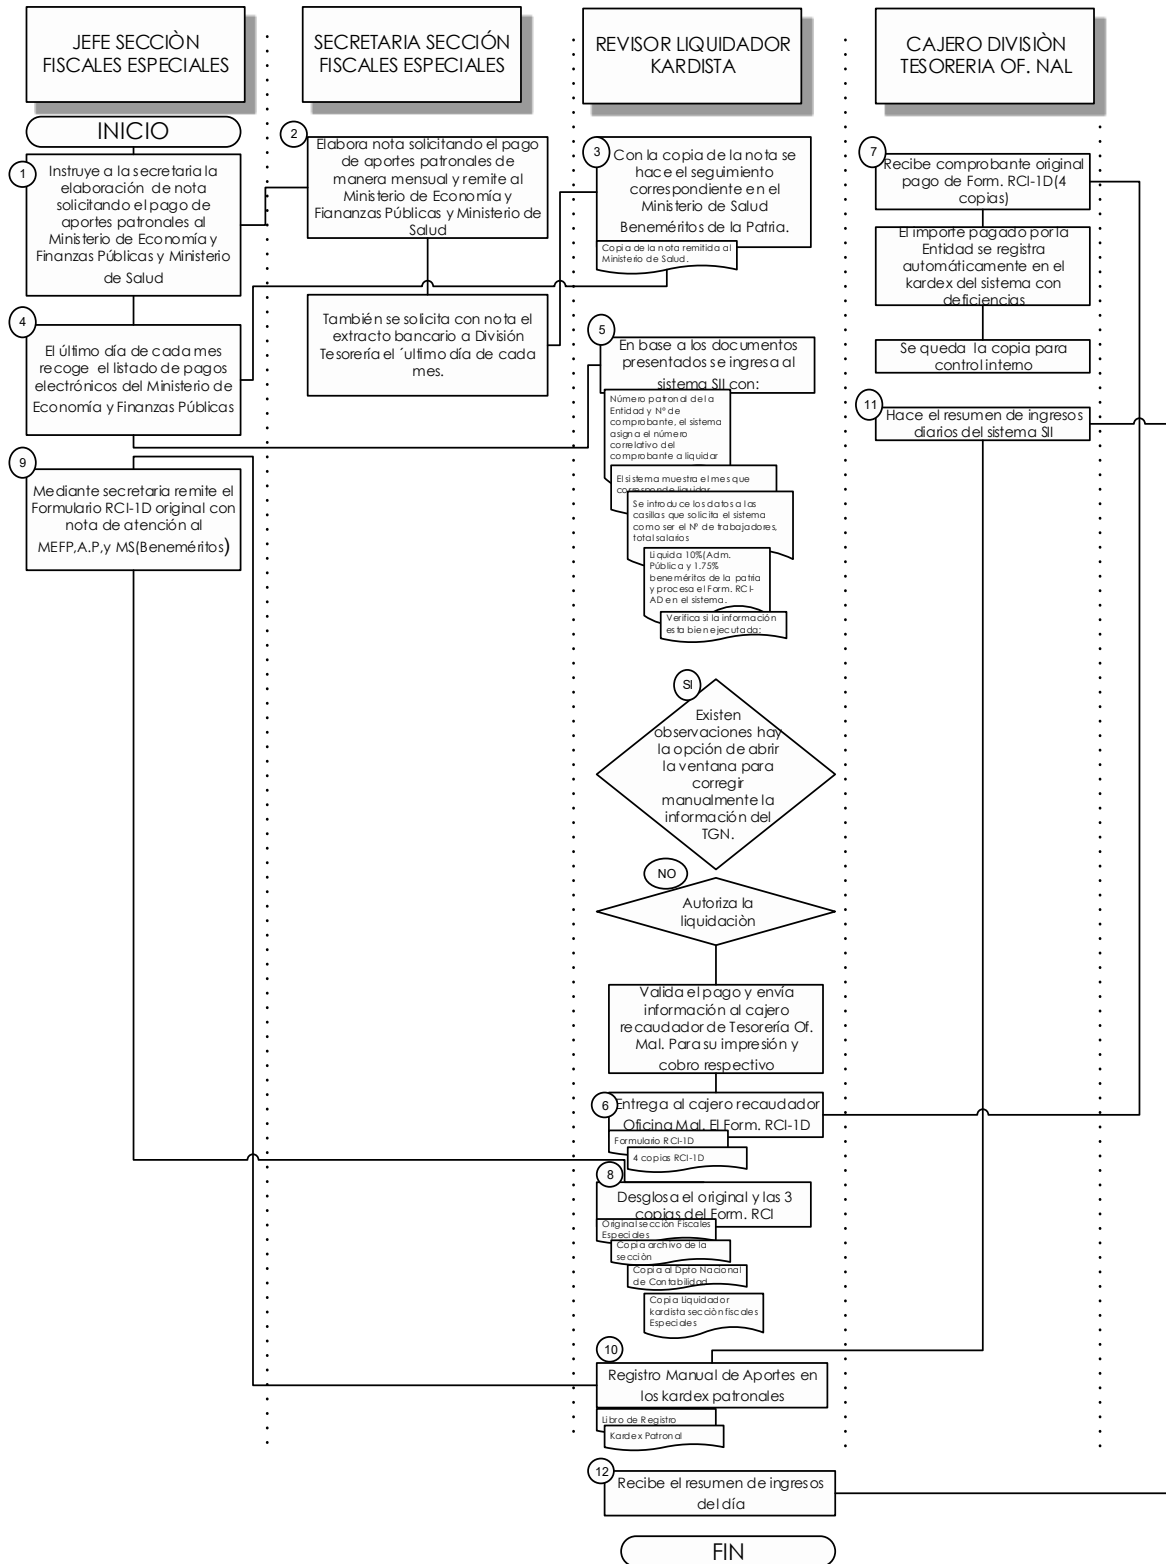 JEFE SECCIÒN
FISCALES ESPECIALES
SECRETARIA SECCIÓN
FISCALES ESPECIALES
REVISOR LIQUIDADOR
KARDISTA
CAJERO DIVISIÒN
TESORERIA OF. NAL
INICIO
1
Instruye a la secretaria la
elaboración de nota
solicitando el pago de
aportes patronales al
Ministerio de Economía y
Finanzas Públicas y Ministerio
de Salud
2
Elabora nota solicitando el pago
de aportes patronales de
manera mensual y remite al
Ministerio de Economía y
Fiananzas Públicas y Ministerio de
Salud
También se solicita con nota el
extracto bancario a División
Tesorería el ´ultimo día de cada
mes.
3
Con la copia de la nota se
hace el seguimiento
correspondiente en el
Ministerio de Salud
Beneméritos de la Patria.
Copia de la nota remitida al
Ministerio de Salud.
4
El último día de cada mes
recoge el listado de pagos
electrónicos del Ministerio de
Economía y Finanzas Públicas
5
En base a los documentos
presentados se ingresa al
sistema SII con:
Número patronal de la
Entidad y Nº de
comprobante, el sistema
asigna el número
correlativo del
comprobante a liquidar
El sistema muestra el mes que
corresponde liquidar
Se introduce los datos a las
casillas que solicita el sistema
como ser el Nº de trabajadores,
total salarios
Liquida 10%(Adm.
Pública y 1.75%
beneméritos de la patria
y procesa el Form. RCI-
AD en el sistema.
Verifica si la información
esta bien ejecutada:
SI
Existen
observaciones hay
la opción de abrir
la ventana para
corregir
manualmente la
información del
TGN.
NO
Autoriza la
liquidaciòn
Valida el pago y envía
información al cajero
recaudador de Tesorería Of.
Mal. Para su impresión y
cobro respectivo
6
Entrega al cajero recaudador
Oficina Mal. El Form. RCI-1D
Formulario RCI-1D
4 copias RCI-1D
7
Recibe comprobante original
pago de Form. RCI-1D(4
copias)
El importe pagado por la
Entidad se registra
automáticamente en el
kardex del sistema con
deficiencias
Se queda la copia para
control interno
8
Desglosa el original y las 3
copias del Form. RCI
Original sección Fiscales
Especiales
Copia archivo de la
sección
Copia al Dpto Nacional
de Contabilidad
Copia Liquidador
kardista sección fiscales
Especiales
9
Mediante secretaria remite el
Formulario RCI-1D original con
nota de atención al
MEFP,A.P,y MS(Beneméritos)
10
Registro Manual de Aportes en
los kardex patronales
Libro de Registro
Kardex Patronal
11
Hace el resumen de ingresos
diarios del sistema SII
12
Recibe el resumen de ingresos
del día
FIN